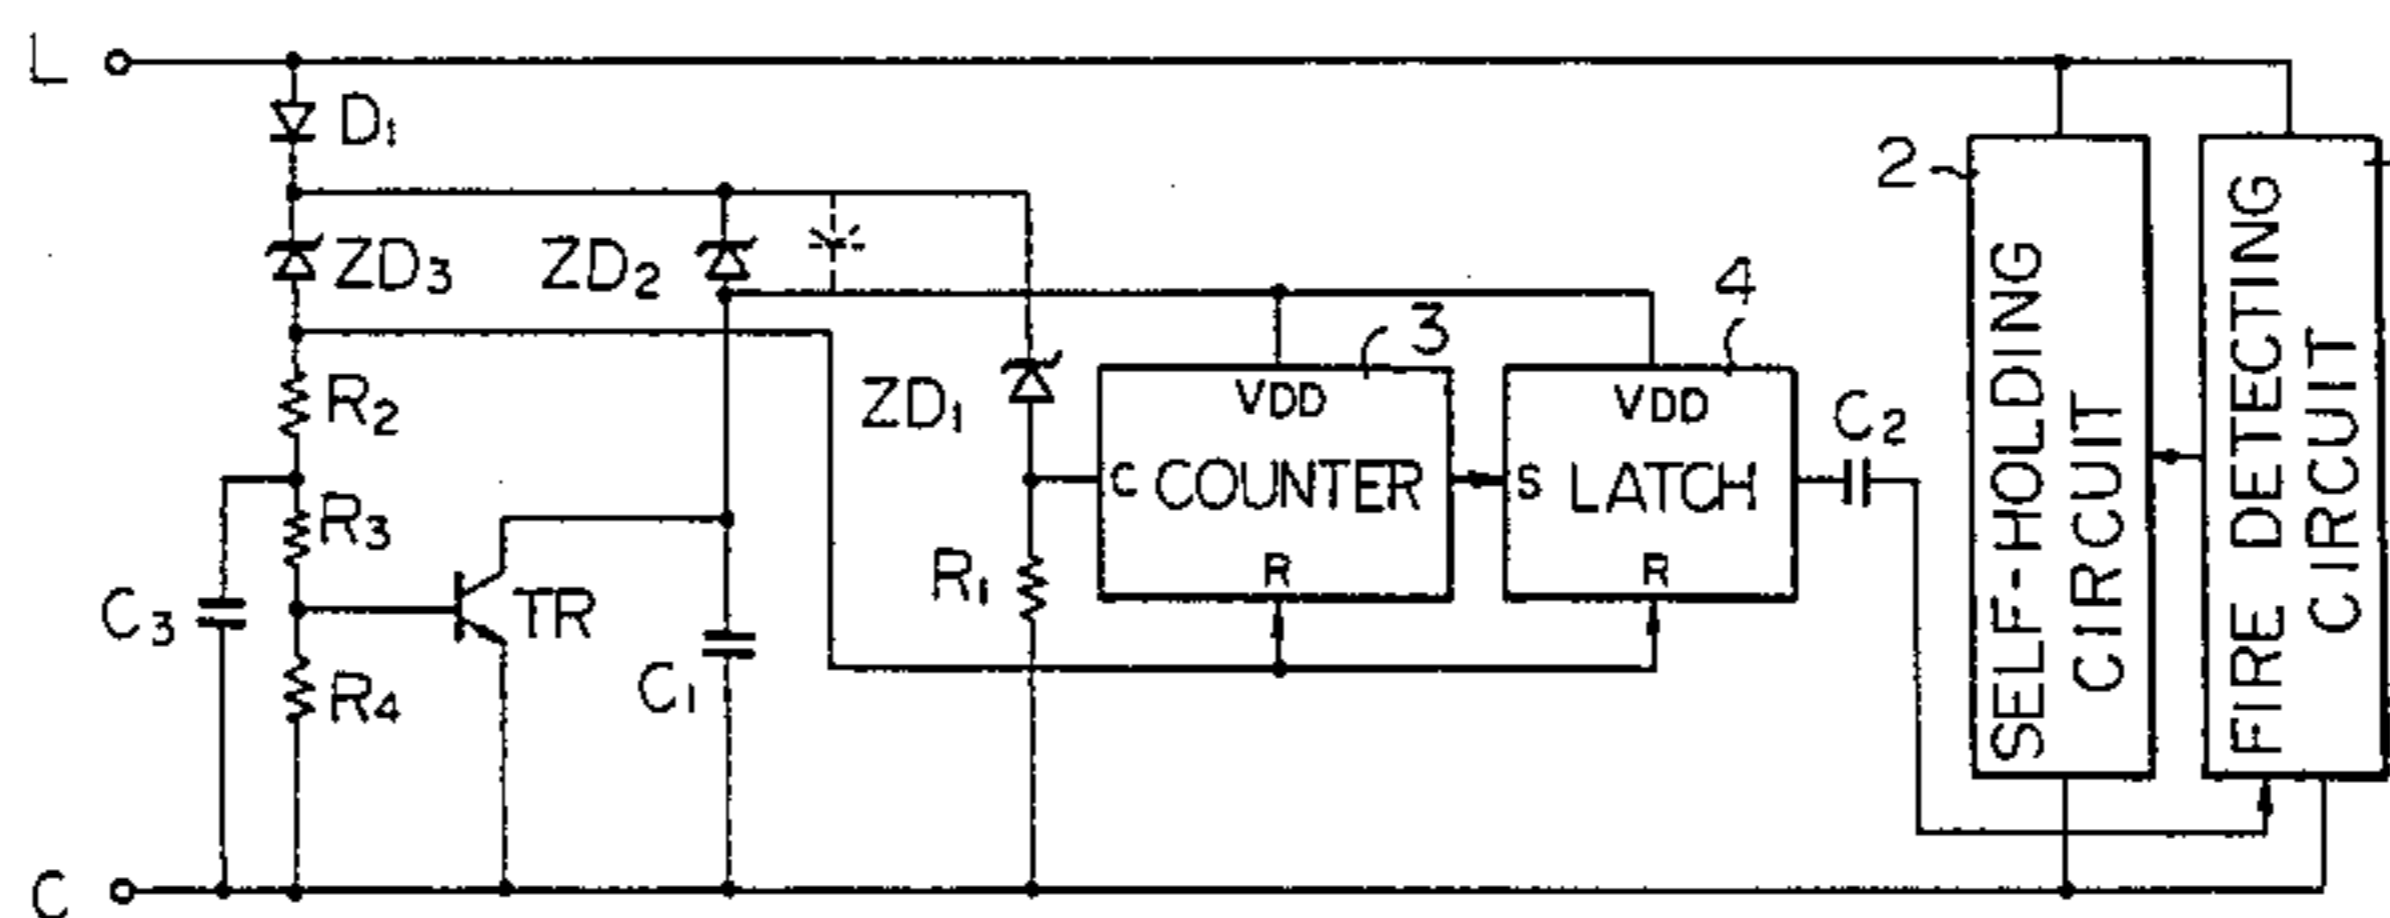 L
D1
2
ZD3
ZD2
4
3
R2
ZD1
VDD
VDD
C2
C COUNTER
S LATCH
R3
R1
R
R
C3
TR
C1
R4
SELF-HOLDING
CIRCUIT
FIRE DETECTING
CIRCUIT
C